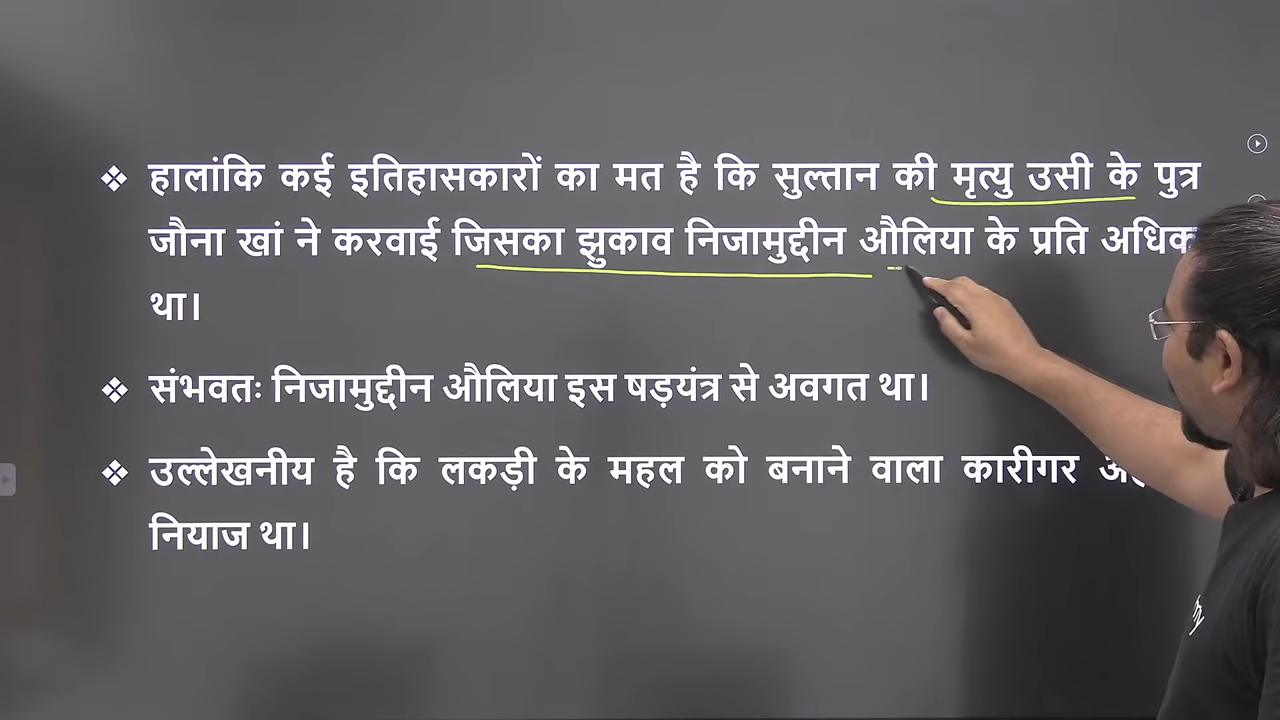 ❖ हालांकि कई इतिहासकारों का मत है कि सुल्तान की मृत्यु उसी के पुत्र
जौना खां ने करवाई जिसका झुकाव निजामुद्दीन औलिया के प्रति अधिक
था।
❖ संभवतः निजामुद्दीन औलिया इस षड़यंत्र से अवगत था।
❖ उल्लेखनीय है कि लकड़ी के महल को बनाने वाला कारीगर
नियाज था।